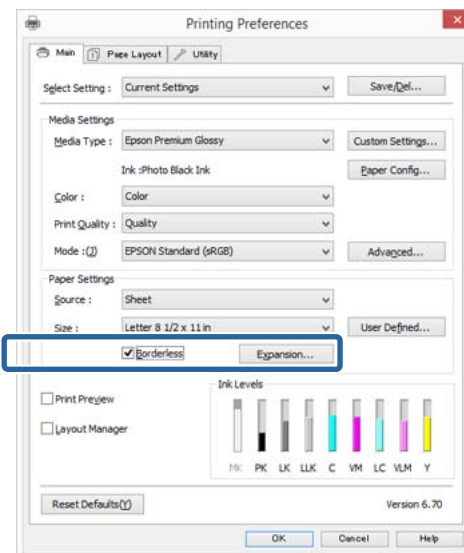 Printing Preferences
Main Page Layout Utility
Select Setting : Current Settings Save/Del...
Media Settings
Media Type : Epson Premium Glossy Custom Settings...
Ink :Photo Black Ink Paper Config...
Color : Color
Print Quality : Quality
Mode :(J) EPSON Standard (sRGB) Advanced...
Paper Settings
Source : Sheet
Size : Letter 8 1/2 x 11 in User Defined...
Borderless Expansion...
Print Preview
Layout Manager
Ink Levels
MK PK LK LLK C VM LC VLM Y
Reset Defaults(Y) Version 6.70
OK Cancel Help